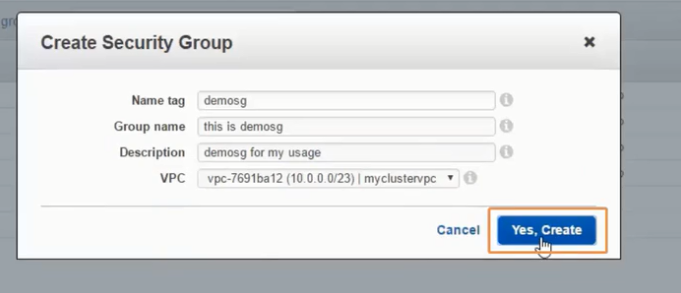 gro
Create Security Group
Name tag demosg
Group name this is demosg
Description demosg for my usage
VPC vpc-7691ba12 (10.0.0.0/23) | myclustervpc
Cancel Yes, Create